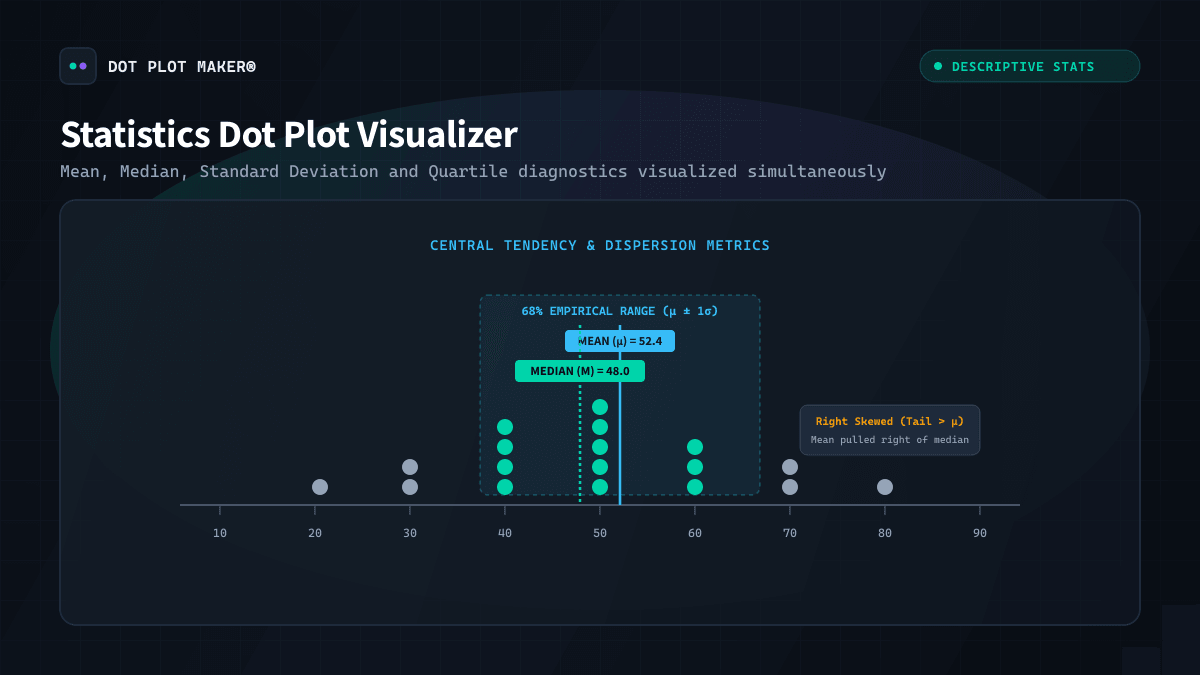 DOT PLOT MAKER®
DESCRIPTIVE STATS
Statistics Dot Plot Visualizer
Mean, Median, Standard Deviation and Quartile diagnostics visualized simultaneously
CENTRAL TENDENCY & DISPERSION METRICS
68% EMPIRICAL RANGE (μ ± 1σ)
MEAN (μ) = 52.4
MEDIAN (M) = 48.0
Right Skewed (Tail > μ)
Mean pulled right of median
10 20 30 40 50 60 70 80 90